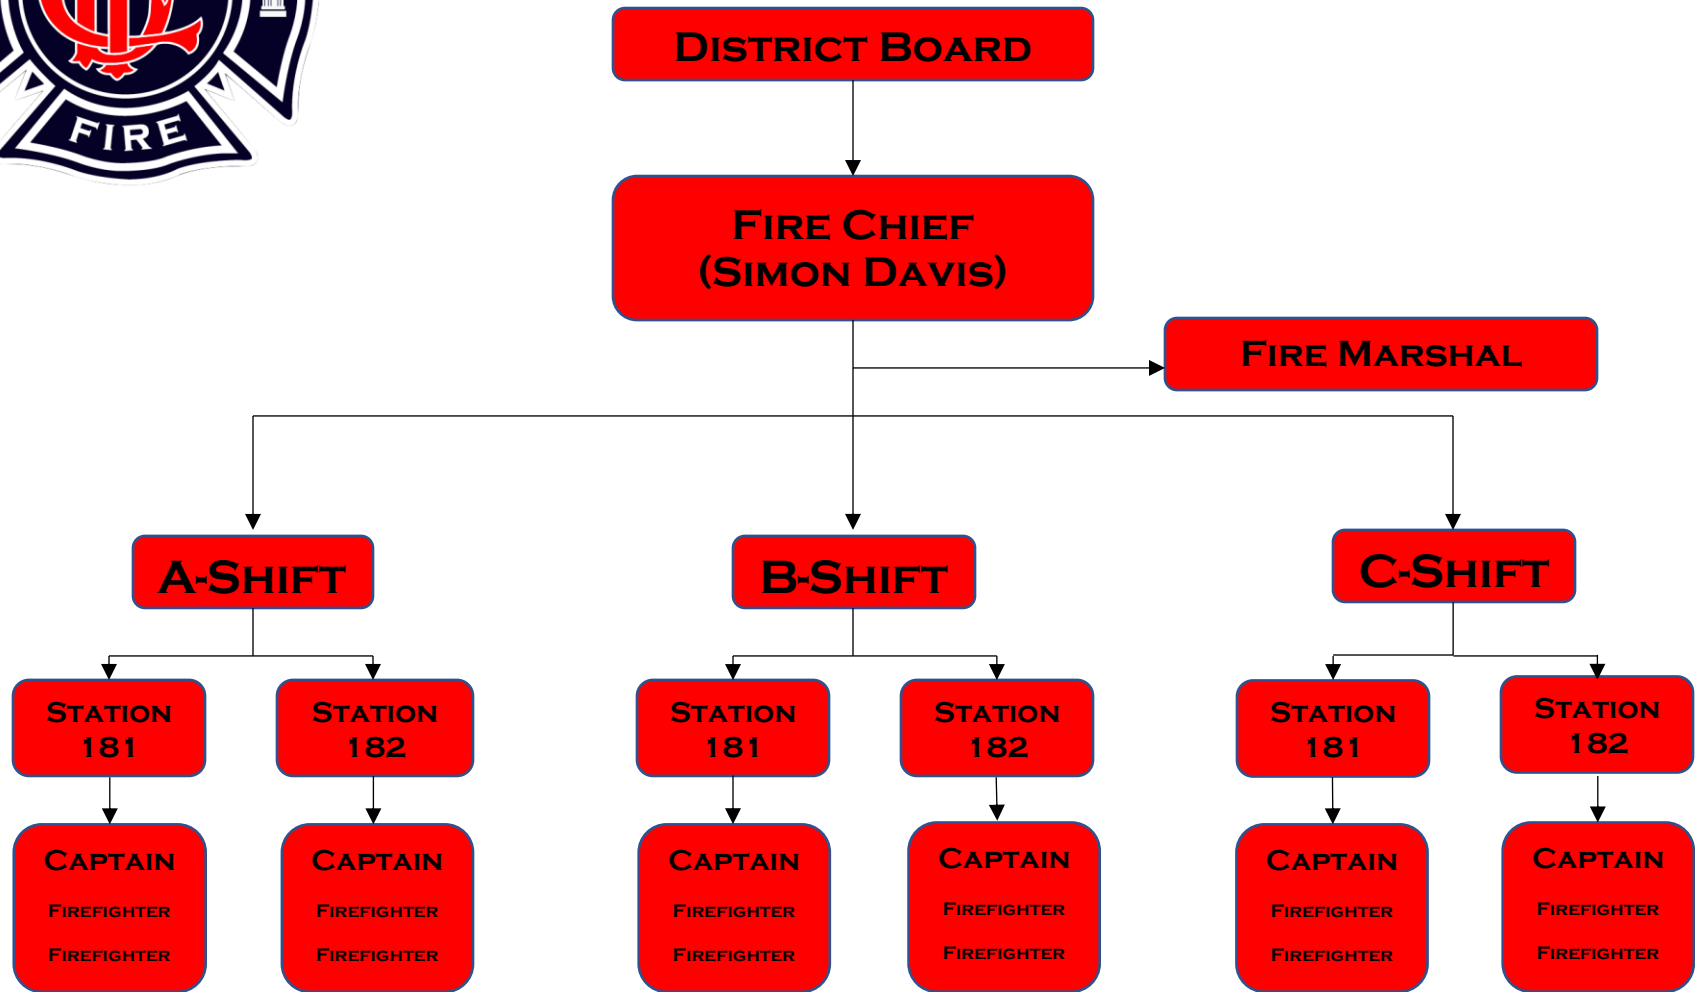 FIRE
DISTRICT BOARD
FIRE CHIEF
(SIMON DAVIS)
FIRE MARSHAL
A-SHIFT
B-SHIFT
C-SHIFT
STATION
181
STATION
182
STATION
181
STATION
182
STATION
181
STATION
182
CAPTAIN
FIREFIGHTER
FIREFIGHTER
CAPTAIN
FIREFIGHTER
FIREFIGHTER
CAPTAIN
FIREFIGHTER
FIREFIGHTER
CAPTAIN
FIREFIGHTER
FIREFIGHTER
CAPTAIN
FIREFIGHTER
FIREFIGHTER
CAPTAIN
FIREFIGHTER
FIREFIGHTER